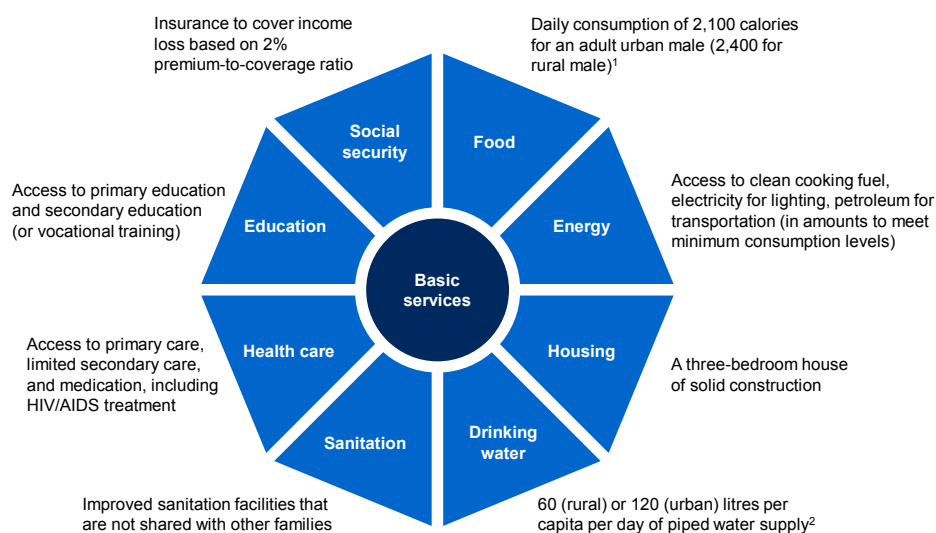 Insurance to cover income
loss based on 2%
premium-to-coverage ratio
Daily consumption of 2,100 calories
for an adult urban male (2,400 for
rural male)1
Social
security
Food
Access to primary education
and secondary education
(or vocational training)
Education
Energy
Access to clean cooking fuel,
electricity for lighting, petroleum for
transportation (in amounts to meet
minimum consumption levels)
Basic
services
Access to primary care,
limited secondary care,
and medication, including
HIV/AIDS treatment
Health care
Housing
A three-bedroom house
of solid construction
Sanitation
Drinking
water
Improved sanitation facilities that
are not shared with other families
60 (rural) or 120 (urban) litres per
capita per day of piped water supply2